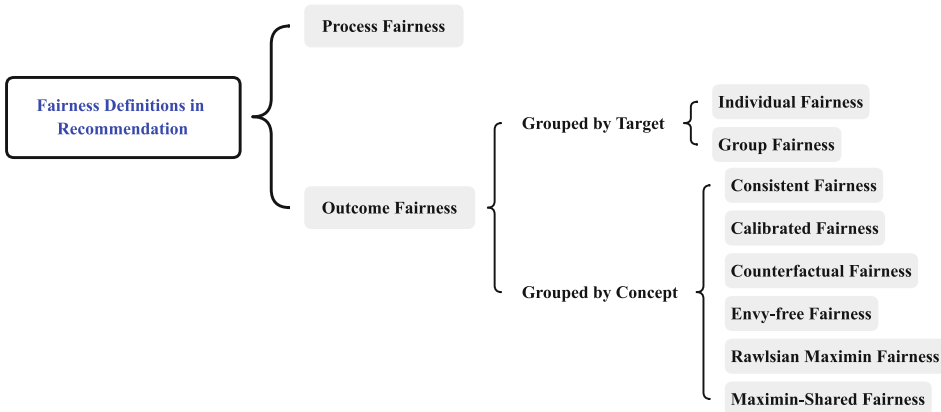 Process Fairness
Fairness Definitions in
Recommendation
Outcome Fairness
Grouped by Target
Individual Fairness
Group Fairness
Grouped by Concept
Consistent Fairness
Calibrated Fairness
Counterfactual Fairness
Envy-free Fairness
Rawlsian Maximin Fairness
Maximin-Shared Fairness